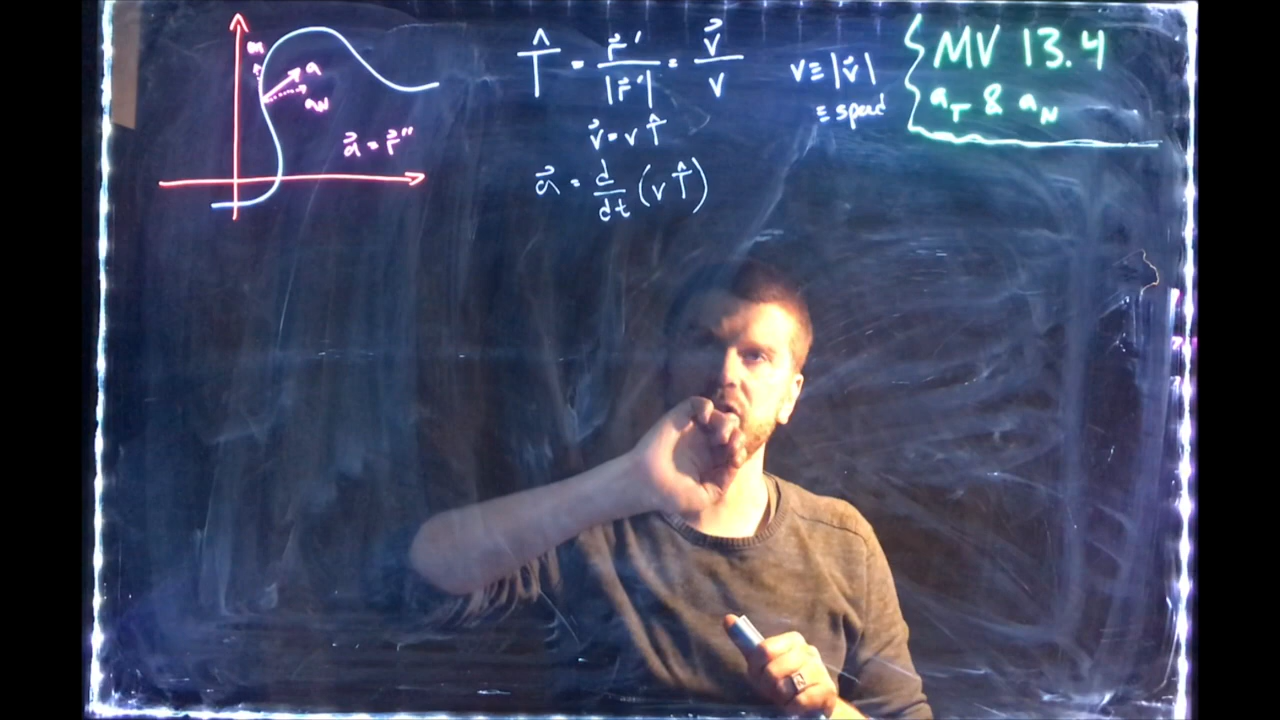 MV 13.4
a_T & a_N
T̂ = r⃗' / |r⃗'| = v⃗ / v
v ≡ |v⃗|
≡ speed
v⃗ = v T̂
a⃗ = d/dt (v T̂)
a
a_N
a⃗ = r⃗''